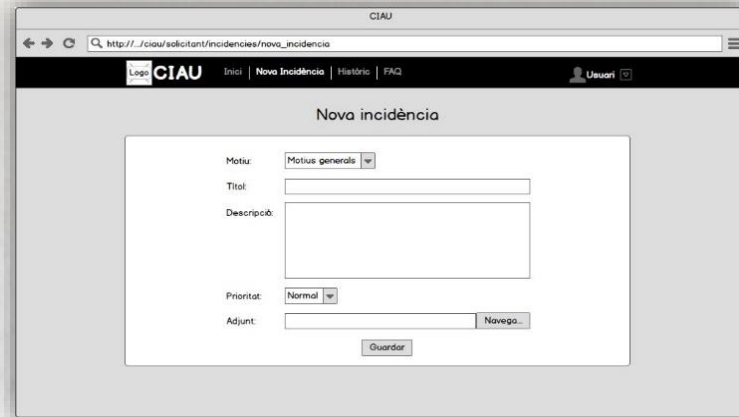 CIAU
http://../ciau/solicitant/incidencies/nova_incidencia
Logo CIAU Inici | Nova Incidència | Històric | FAQ Usuari
Nova incidència
Motiu: Motius generals
Títol:
Descripció:
Prioritat: Normal
Adjunt: Navega...
Guardar